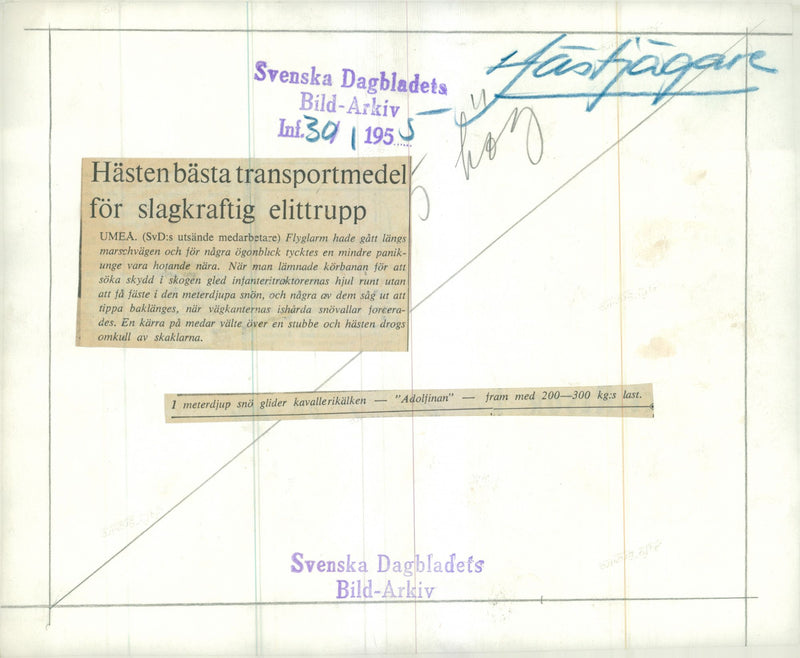 Hästjägare
Svenska Dagbladets
Bild-Arkiv
Inf. 30/1 1955
5 hög
Hästen bästa transportmedel
för slagkraftig elittrupp
UMEÅ. (SvD:s utsände medarbetare) Flyglarm hade gått längs
marschvägen och för några ögonblick tycktes en mindre panik-
unge vara hotande nära. När man lämnade körbanan för att
söka skydd i skogen gled infanteritraktorernas hjul runt utan
att få fäste i den meterdjupa snön, och några av dem såg ut att
tippa baklänges, när vägkanternas ishårda snövallar forcera-
des. En kärra på medar välte över en stubbe och hästen drogs
omkull av skaklarna.
I meterdjup snö glider kavallerikälken — "Adolfinan" — fram med 200—300 kg:s last.
Svenska Dagbladets
Bild-Arkiv